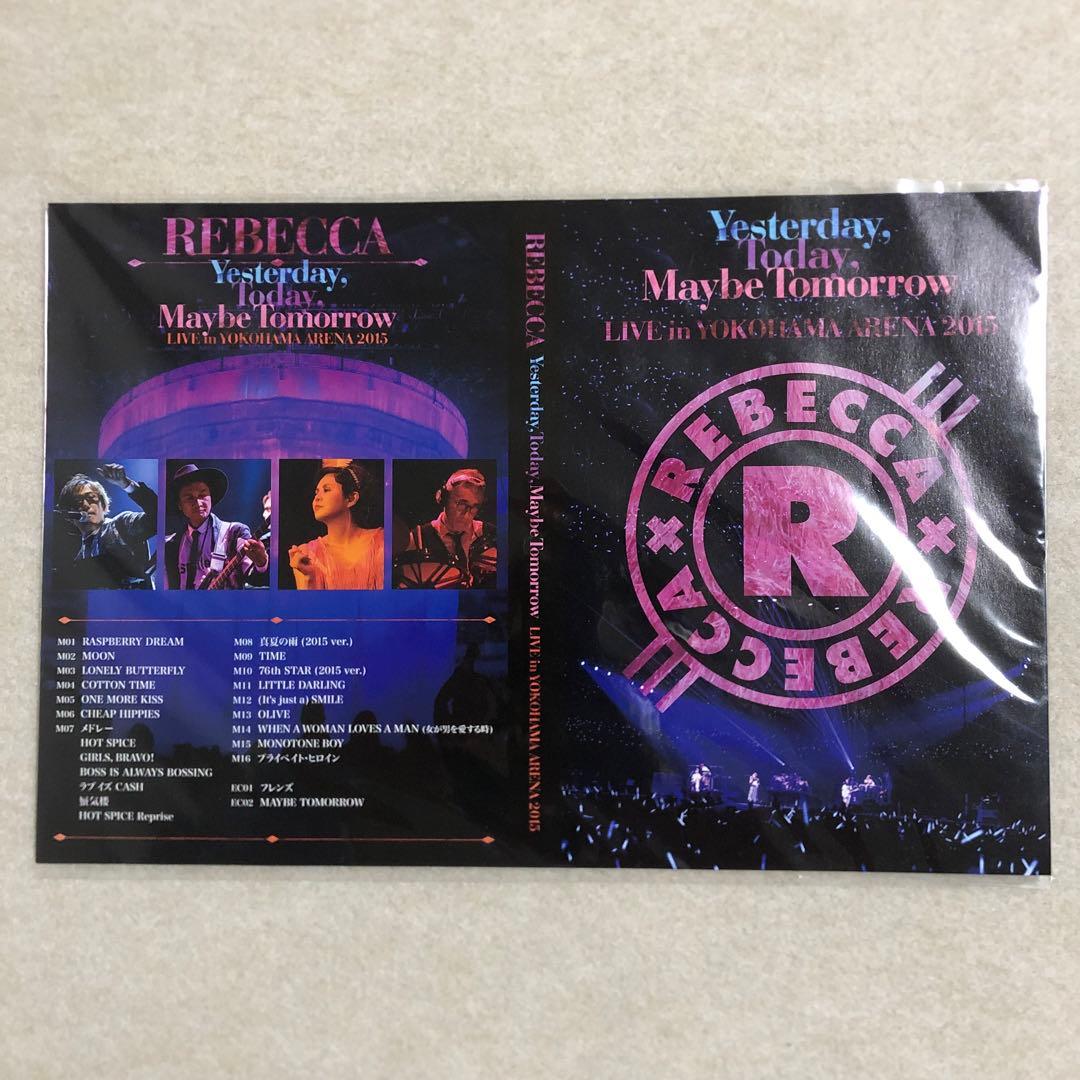 REBECCA
Yesterday,
Today,
Maybe Tomorrow
LIVE in YOKOHAMA ARENA 2015
M01 RASPBERRY DREAM
M02 MOON
M03 LONELY BUTTERFLY
M04 COTTON TIME
M05 ONE MORE KISS
M06 CHEAP HIPPIES
M07 メドレー
HOT SPICE
GIRLS, BRAVO!
BOSS IS ALWAYS BOSSING
ラブ イズ CASH
蜃気楼
HOT SPICE Reprise
M08 真夏の雨 (2015 ver.)
M09 TIME
M10 76th STAR (2015 ver.)
M11 LITTLE DARLING
M12 (It's just a) SMILE
M13 OLIVE
M14 WHEN A WOMAN LOVES A MAN (女が男を愛する時)
M15 MONOTONE BOY
M16 プライベイト・ヒロイン
EC01 フレンズ
EC02 MAYBE TOMORROW
REBECCA Yesterday, Today, Maybe Tomorrow LIVE in YOKOHAMA ARENA 2015
Yesterday,
Today,
Maybe Tomorrow
LIVE in YOKOHAMA ARENA 2015
REBECCA
R
REBECCA